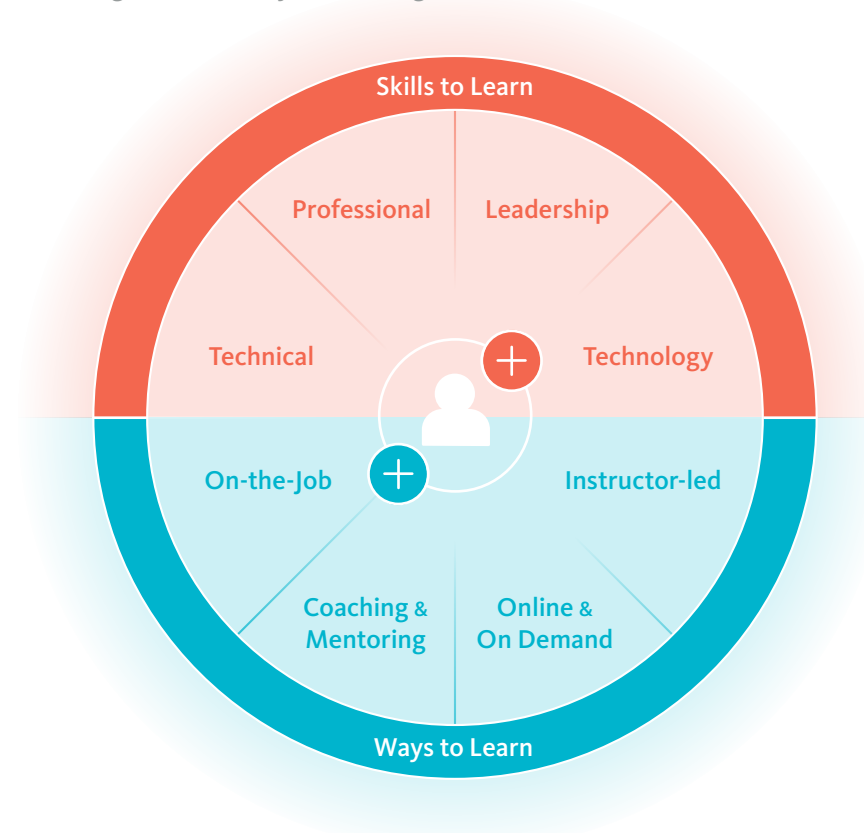 Skills to Learn
Professional
Leadership
Technical
Technology
On-the-Job
Instructor-led
Coaching &
Mentoring
Online &
On Demand
Ways to Learn